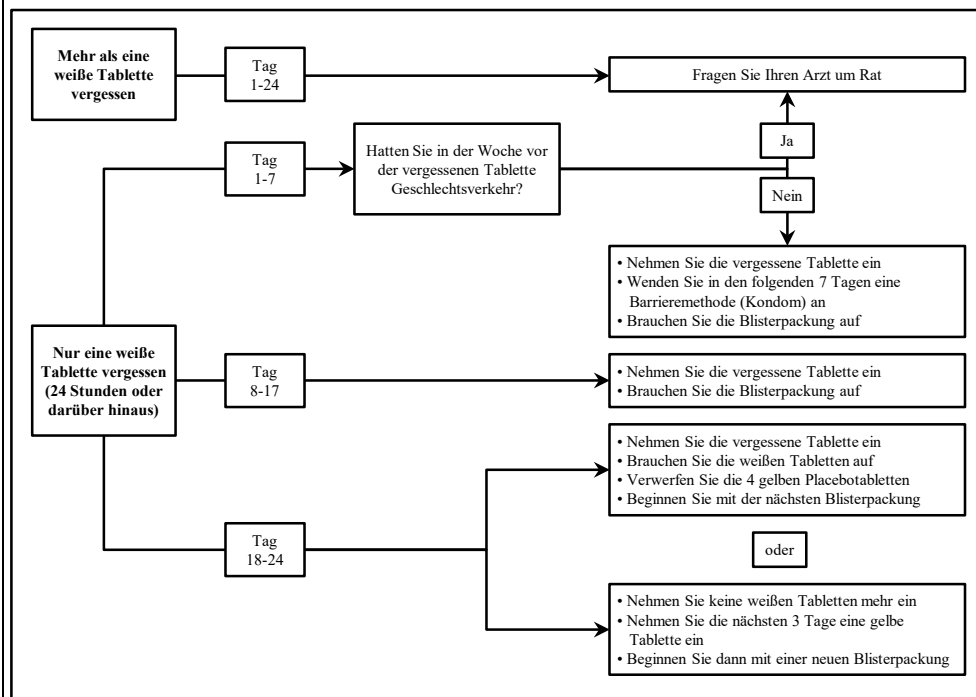 Mehr als eine
weiße Tablette
vergessen
Tag
1-24
Fragen Sie Ihren Arzt um Rat
Tag
1-7
Hatten Sie in der Woche vor
der vergessenen Tablette
Geschlechtsverkehr?
Ja
Nein
• Nehmen Sie die vergessene Tablette ein
• Wenden Sie in den folgenden 7 Tagen eine
Barrieremethode (Kondom) an
• Brauchen Sie die Blisterpackung auf
Nur eine weiße
Tablette vergessen
(24 Stunden oder
darüber hinaus)
Tag
8-17
• Nehmen Sie die vergessene Tablette ein
• Brauchen Sie die Blisterpackung auf
Tag
18-24
• Nehmen Sie die vergessene Tablette ein
• Brauchen Sie die weißen Tabletten auf
• Verwerfen Sie die 4 gelben Placebotabletten
• Beginnen Sie mit der nächsten Blisterpackung
oder
• Nehmen Sie keine weißen Tabletten mehr ein
• Nehmen Sie die nächsten 3 Tage eine gelbe
Tablette ein
• Beginnen Sie dann mit einer neuen Blisterpackung